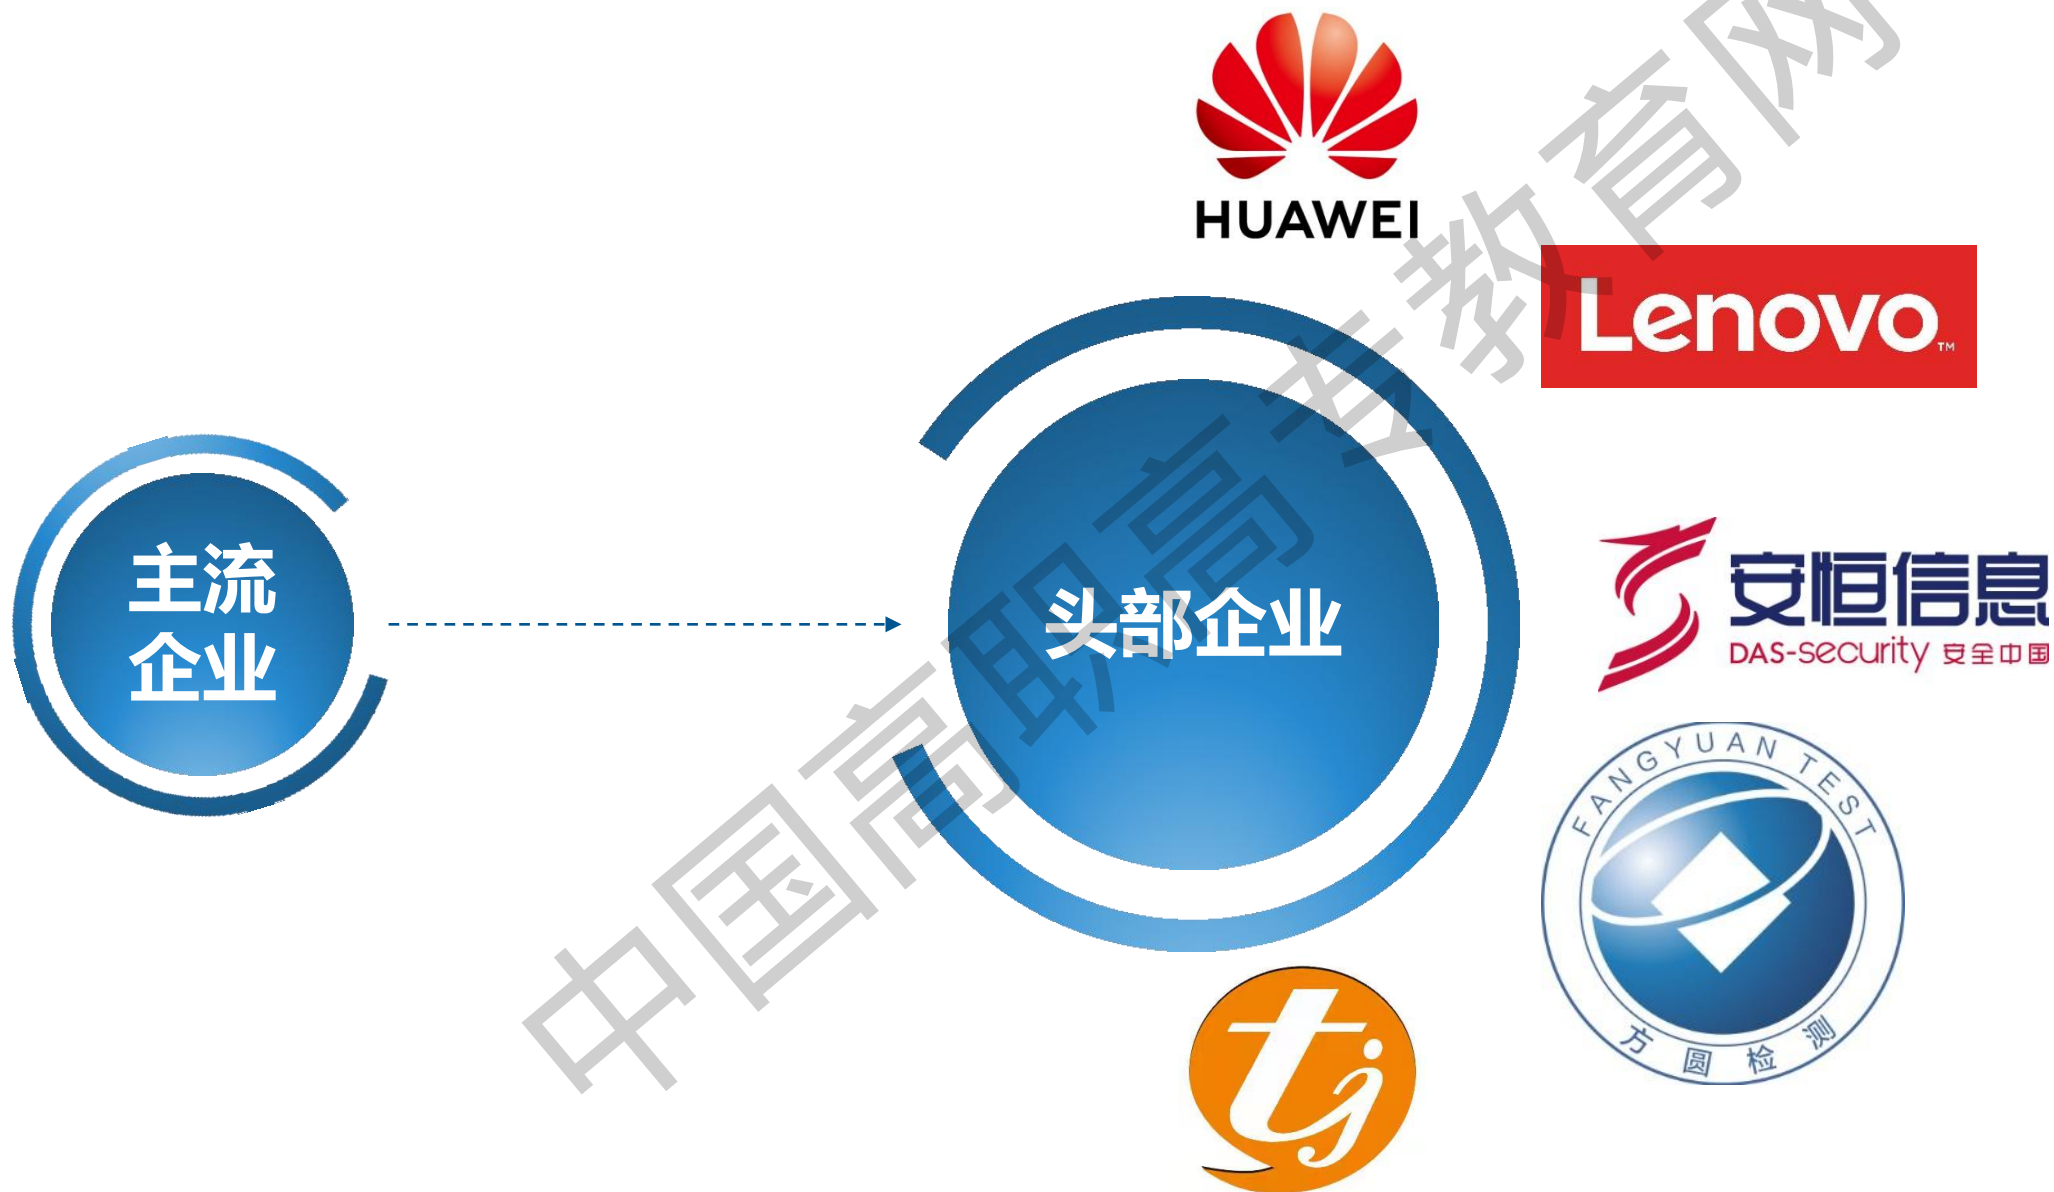 HUAWEI
Lenovo
TM
主流
企业
头部企业
安恒信息
DAS-security 安全中国
FANGYUAN TEST
方圆检测
tj
中国高职高专教育网